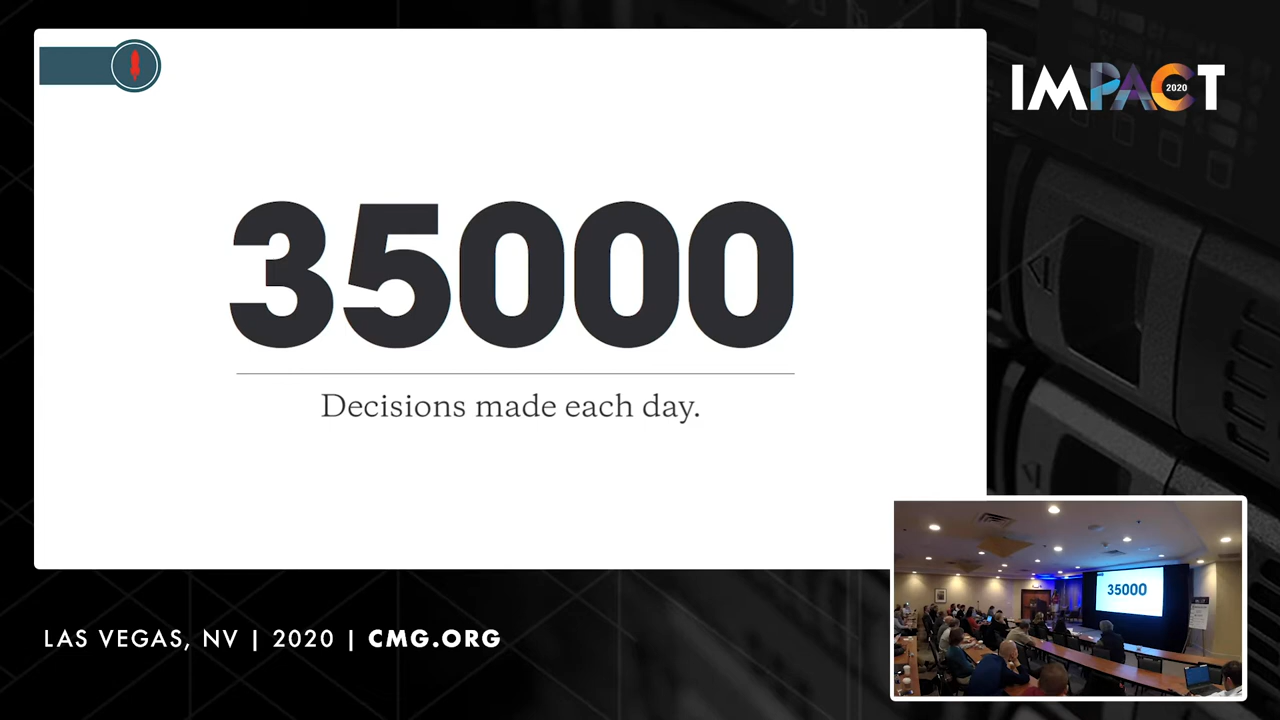 IMPACT
2020
35000
Decisions made each day.
35000
LAS VEGAS, NV | 2020 | CMG.ORG